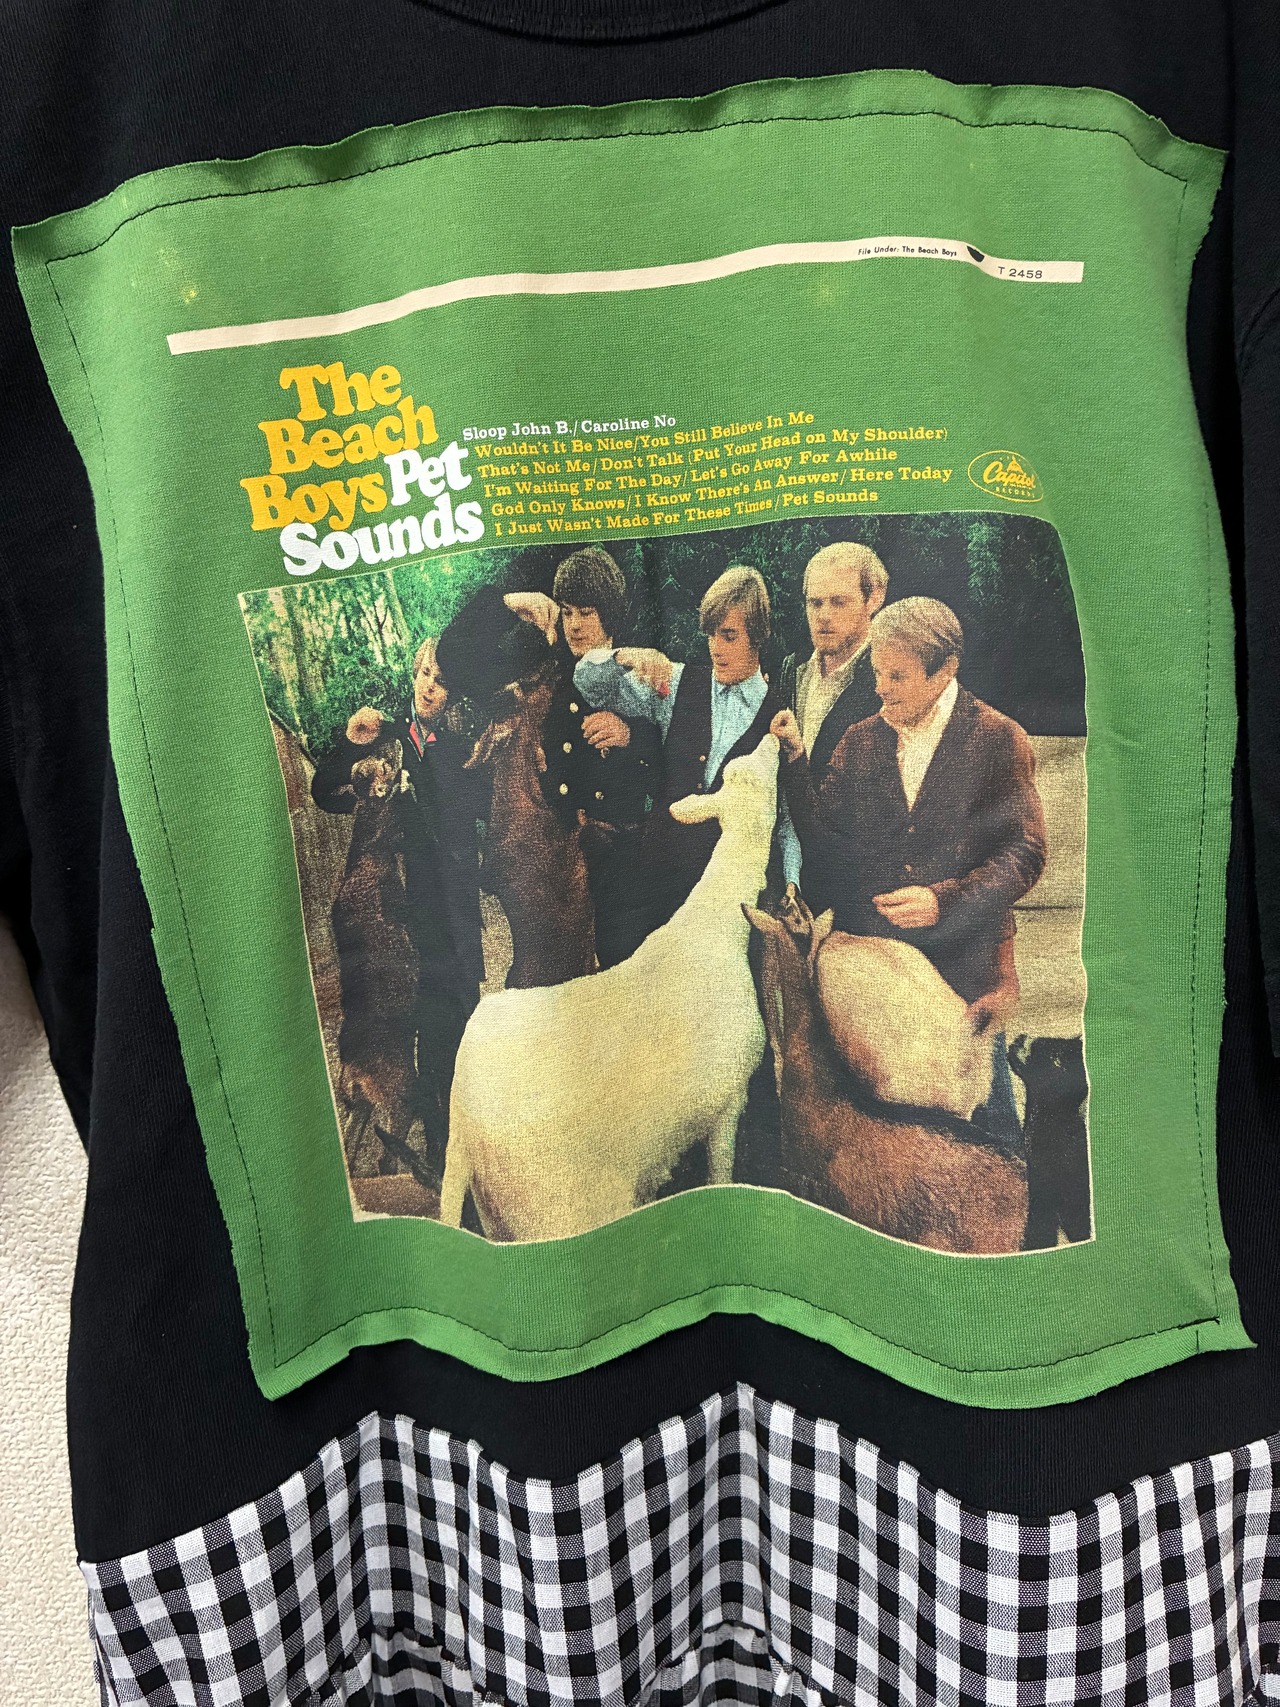 File Under: The Beach Boys
T 2458
The
Beach
Boys Pet
Sounds
Sloop John B./Caroline No
Wouldn't It Be Nice/You Still Believe In Me
That's Not Me/Don't Talk (Put Your Head on My Shoulder)
I'm Waiting For The Day/Let's Go Away For Awhile
God Only Knows/I Know There's An Answer/Here Today
I Just Wasn't Made For These Times/Pet Sounds
Capitol
RECORDS